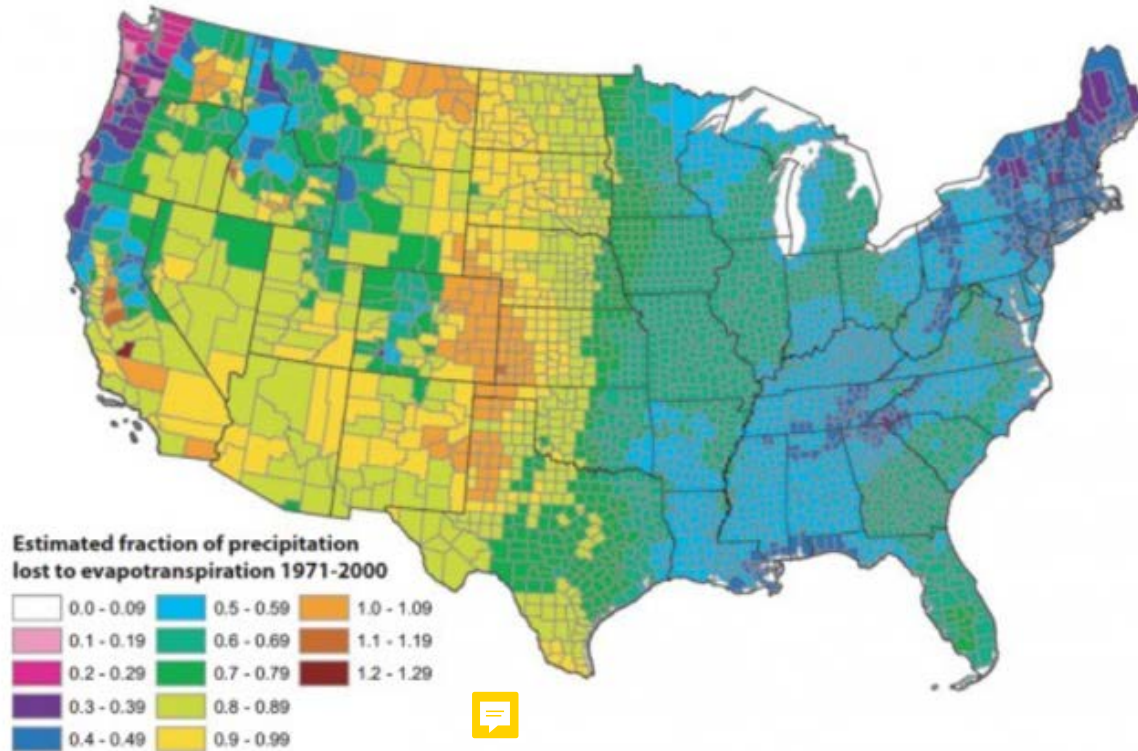 Estimated fraction of precipitation
lost to evapotranspiration 1971-2000
0.0 - 0.09
0.1 - 0.19
0.2 - 0.29
0.3 - 0.39
0.4 - 0.49
0.5 - 0.59
0.6 - 0.69
0.7 - 0.79
0.8 - 0.89
0.9 - 0.99
1.0 - 1.09
1.1 - 1.19
1.2 - 1.29